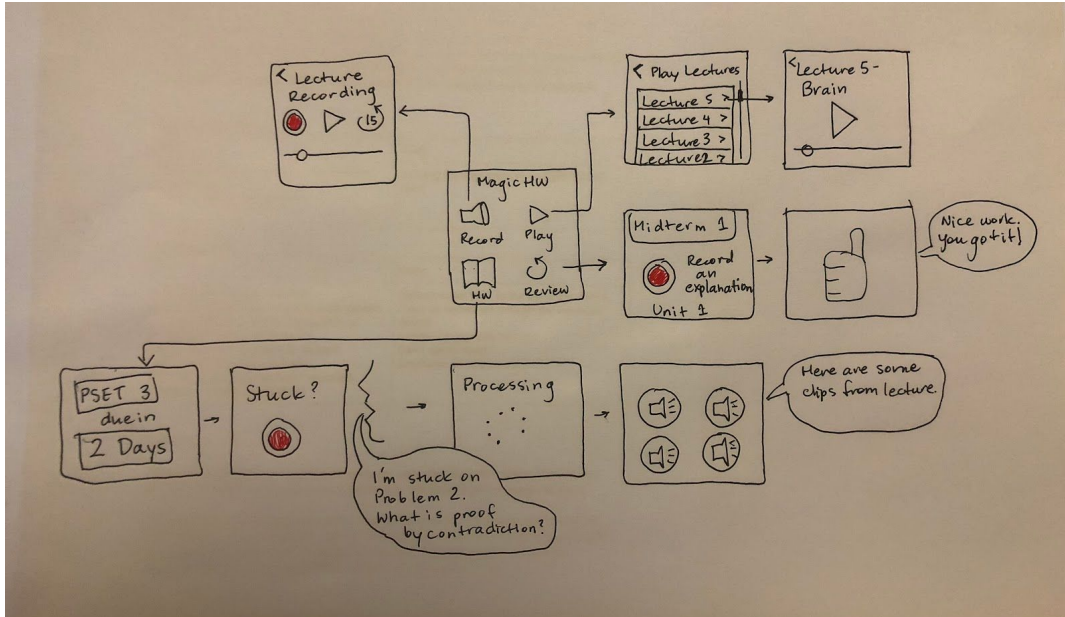 < Lecture
Recording
15
< Play Lectures
Lecture 5 >
Lecture 4 >
Lecture 3 >
Lecture 2 >
< Lecture 5 -
Brain
Magic HW
Record
Play
HW
Review
Midterm 1
Record
an
explanation
Unit 1
Nice work.
you got it!
PSET 3
due in
2 Days
Stuck?
I'm stuck on
Problem 2.
What is proof
by contradiction?
Processing
Here are some
clips from lecture.